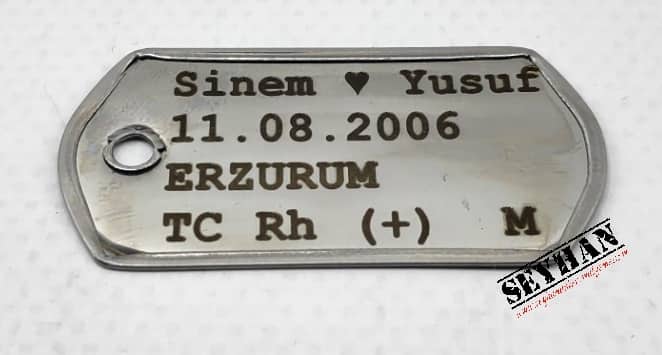 Sinem ♥ Yusuf
11.08.2006
ERZURUM
TC Rh (+) M
SEYHAN